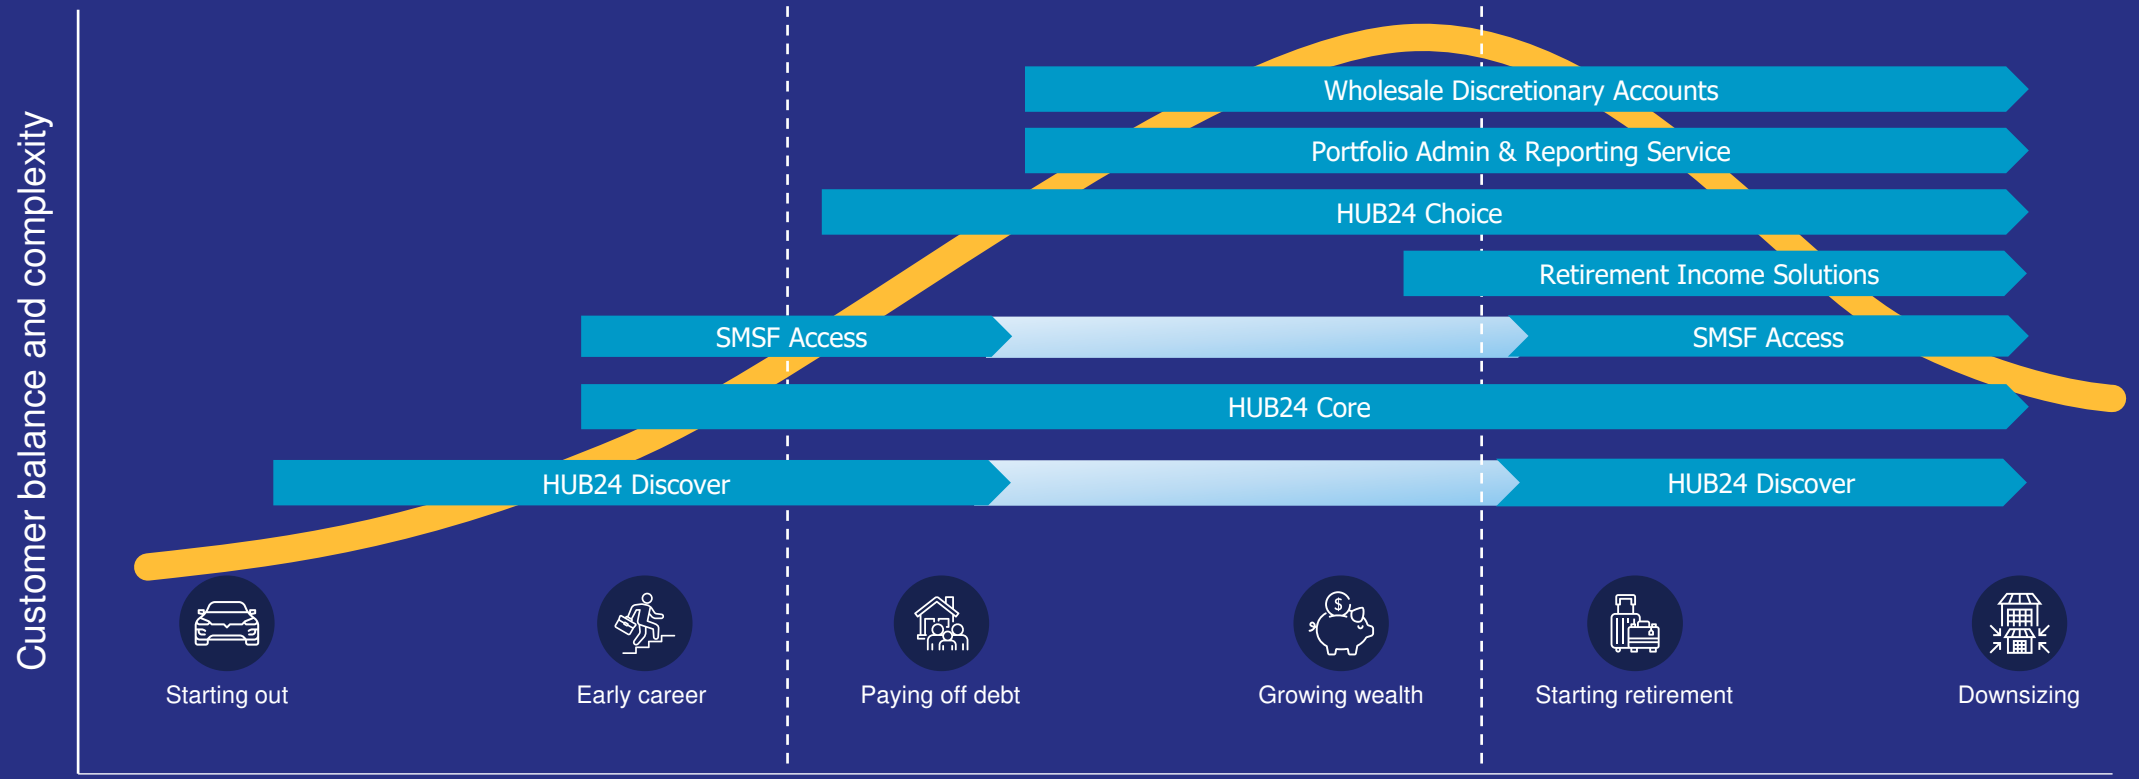 Customer balance and complexity
Wholesale Discretionary Accounts
Portfolio Admin & Reporting Service
HUB24 Choice
Retirement Income Solutions
SMSF Access
SMSF Access
HUB24 Core
HUB24 Discover
HUB24 Discover
$
Starting out
Early career
Paying off debt
Growing wealth
Starting retirement
Downsizing